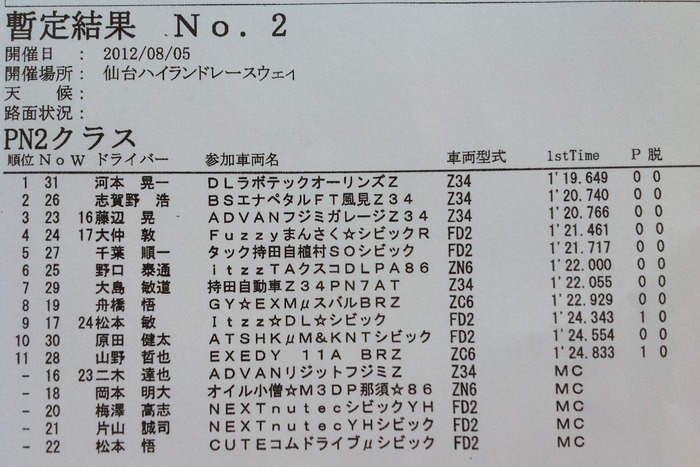 暫定結果　Ｎｏ．２
開催日　：　2012/08/05
開催場所：　仙台ハイランドレースウェイ
天　　候：
路面状況：
PN2クラス
順位 Ｎｏ Ｗ ドライバー 参加車両名 車両型式 1stTime P 脱
1 31 河本　晃一 ＤＬラボテックオーリンズＺ Z34 1'19.649 0 0
2 26 志賀野　浩 ＢＳエナペタルＦＴ風見Ｚ３４ Z34 1'20.740 0 0
3 23 16 藤辺　晃 ＡＤＶＡＮフジミガレージＺ３４ Z34 1'20.766 0 0
4 24 17 大仲　敦 Ｆｕｚｚｙまんさく☆シビックＲ FD2 1'21.461 0 0
5 27 千葉　順一 タック持田自植村ＳＯシビック FD2 1'21.717 0 0
6 25 野口　泰通 ｉｔｚｚＴＡクスコＤＬＰＡ８６ ZN6 1'22.000 0 0
7 29 大島　敏道 持田自動車Ｚ３４ＰＮ７ＡＴ Z34 1'22.055 0 0
8 19 舟橋　悟 ＧＹ☆ＥＸＭμスバルＢＲＺ ZC6 1'22.929 0 0
9 17 24 松本　敏 Ｉｔｚｚ☆ＤＬ☆シビック FD2 1'24.343 1 0
10 30 原田　健太 ＡＴＳＨＫμＭ＆ＫＮＴシビック FD2 1'24.554 0 0
11 28 山野　哲也 ＥＸＥＤＹ　１１Ａ　ＢＲＺ ZC6 1'24.833 1 0
- 16 23 二木　達也 ＡＤＶＡＮリジットフジミＺ Z34 ＭＣ
- 18 岡本　明大 オイル小僧☆Ｍ３ＤＰ那須☆８６ ZN6 ＭＣ
- 20 梅澤　高志 ＮＥＸＴｎｕｔｅｃシビックＹＨ FD2 ＭＣ
- 21 片山　誠司 ＮＥＸＴｎｕｔｅｃシビックＹＨ FD2 ＭＣ
- 22 松本　悟 ＣＵＴＥコムドライブμシビック FD2 ＭＣ